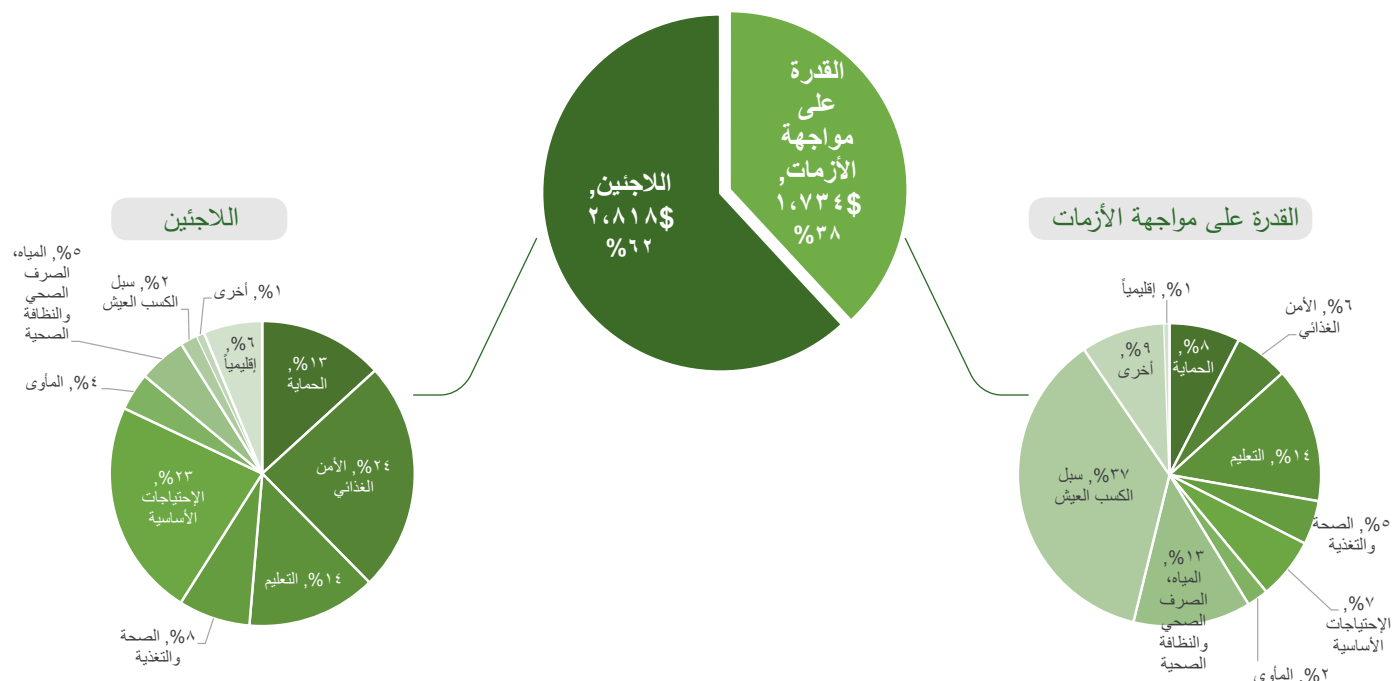 القدرة
على
مواجهة
الأزمات,
$١،٧٣٤
%٣٨
اللاجئين,
$٢،٨١٨
%٦٢
القدرة على مواجهة الأزمات
%١, إقليمياً
%٦, الأمن
الغذائي
%٨,
الحماية
%٩,
أخرى
%١٤, التعليم
%٣٧, سبل
الكسب العيش
%٥, الصحة
والتغذية
%١٣,
المياه،
الصرف
الصحي
والنظافة
الصحية
%٧,
الإحتياجات
الأساسية
%٢, المأوى
اللاجئين
%٥, المياه،
الصرف
الصحي
والنظافة
الصحية
%٢, سبل
الكسب العيش
%١, أخرى
%٦,
إقليمياً
%١٣,
الحماية
%٤, المأوى
%٢٤, الأمن
الغذائي
%٢٣,
الإحتياجات
الأساسية
%١٤, التعليم
%٨, الصحة
والتغذية